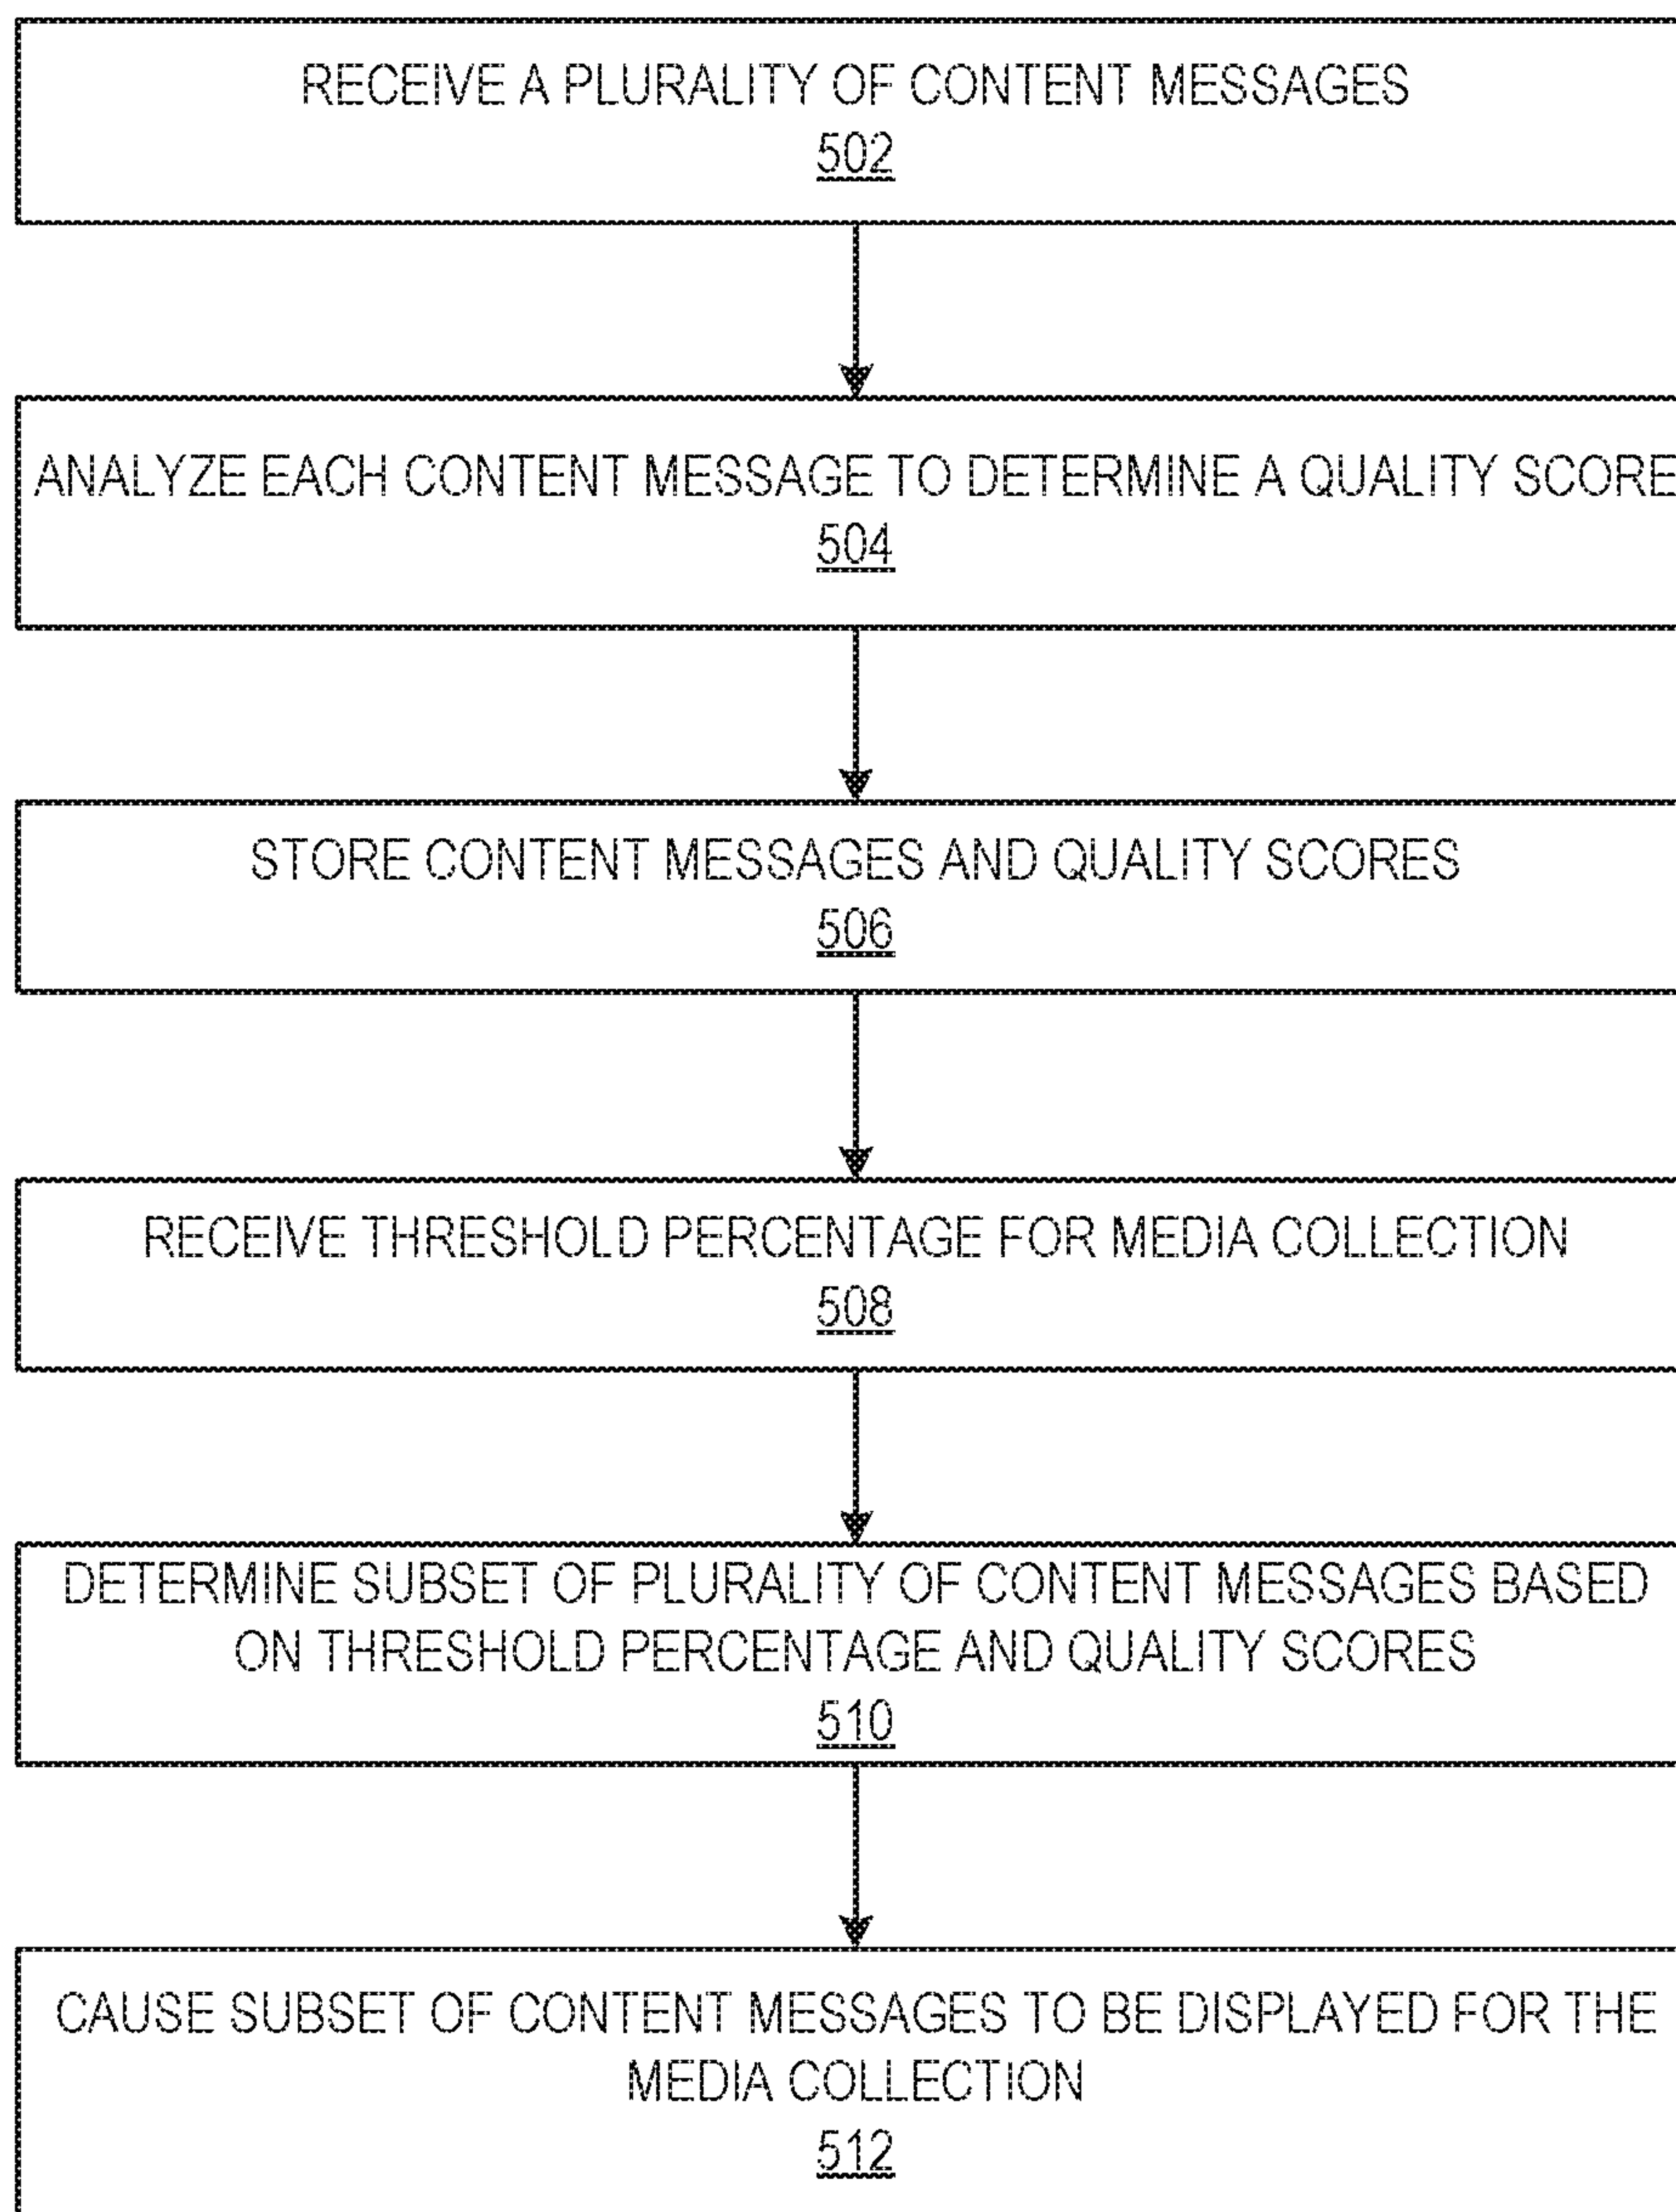 RECEIVE A PLURALITY OF CONTENT MESSAGES
502
ANALYZE EACH CONTENT MESSAGE TO DETERMINE A QUALITY SCORE
504
STORE CONTENT MESSAGES AND QUALITY SCORES
506
RECEIVE THRESHOLD PERCENTAGE FOR MEDIA COLLECTION
508
DETERMINE SUBSET OF PLURALITY OF CONTENT MESSAGES BASED
ON THRESHOLD PERCENTAGE AND QUALITY SCORES
510
CAUSE SUBSET OF CONTENT MESSAGES TO BE DISPLAYED FOR THE
MEDIA COLLECTION
512